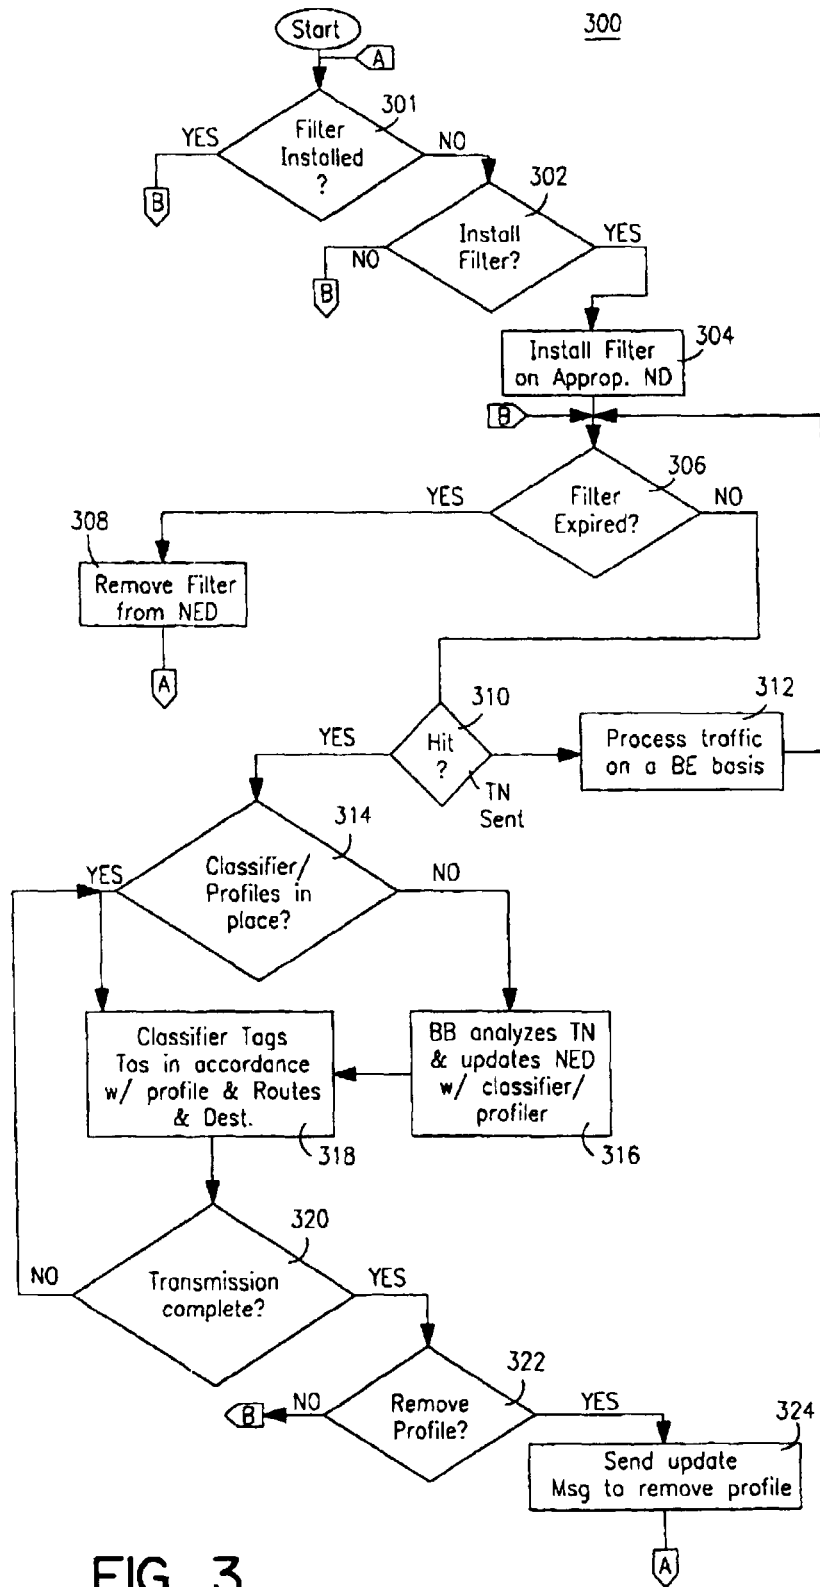 Start
300
A
301
Filter
Installed
?
YES
NO
B
302
Install
Filter?
NO
YES
B
304
Install Filter
on Approp. ND
B
306
Filter
Expired?
YES
NO
308
Remove Filter
from NED
A
310
Hit
?
YES
TN
Sent
312
Process traffic
on a BE basis
314
Classifier/
Profiles in
place?
YES
NO
Classifier Tags
Tos in accordance
w/ profile & Routes
& Dest.
318
BB analyzes TN
& updates NED
w/ classifier/
profiler
316
320
Transmission
complete?
NO
YES
322
Remove
Profile?
NO
B
YES
324
Send update
Msg to remove profile
A
FIG. 3